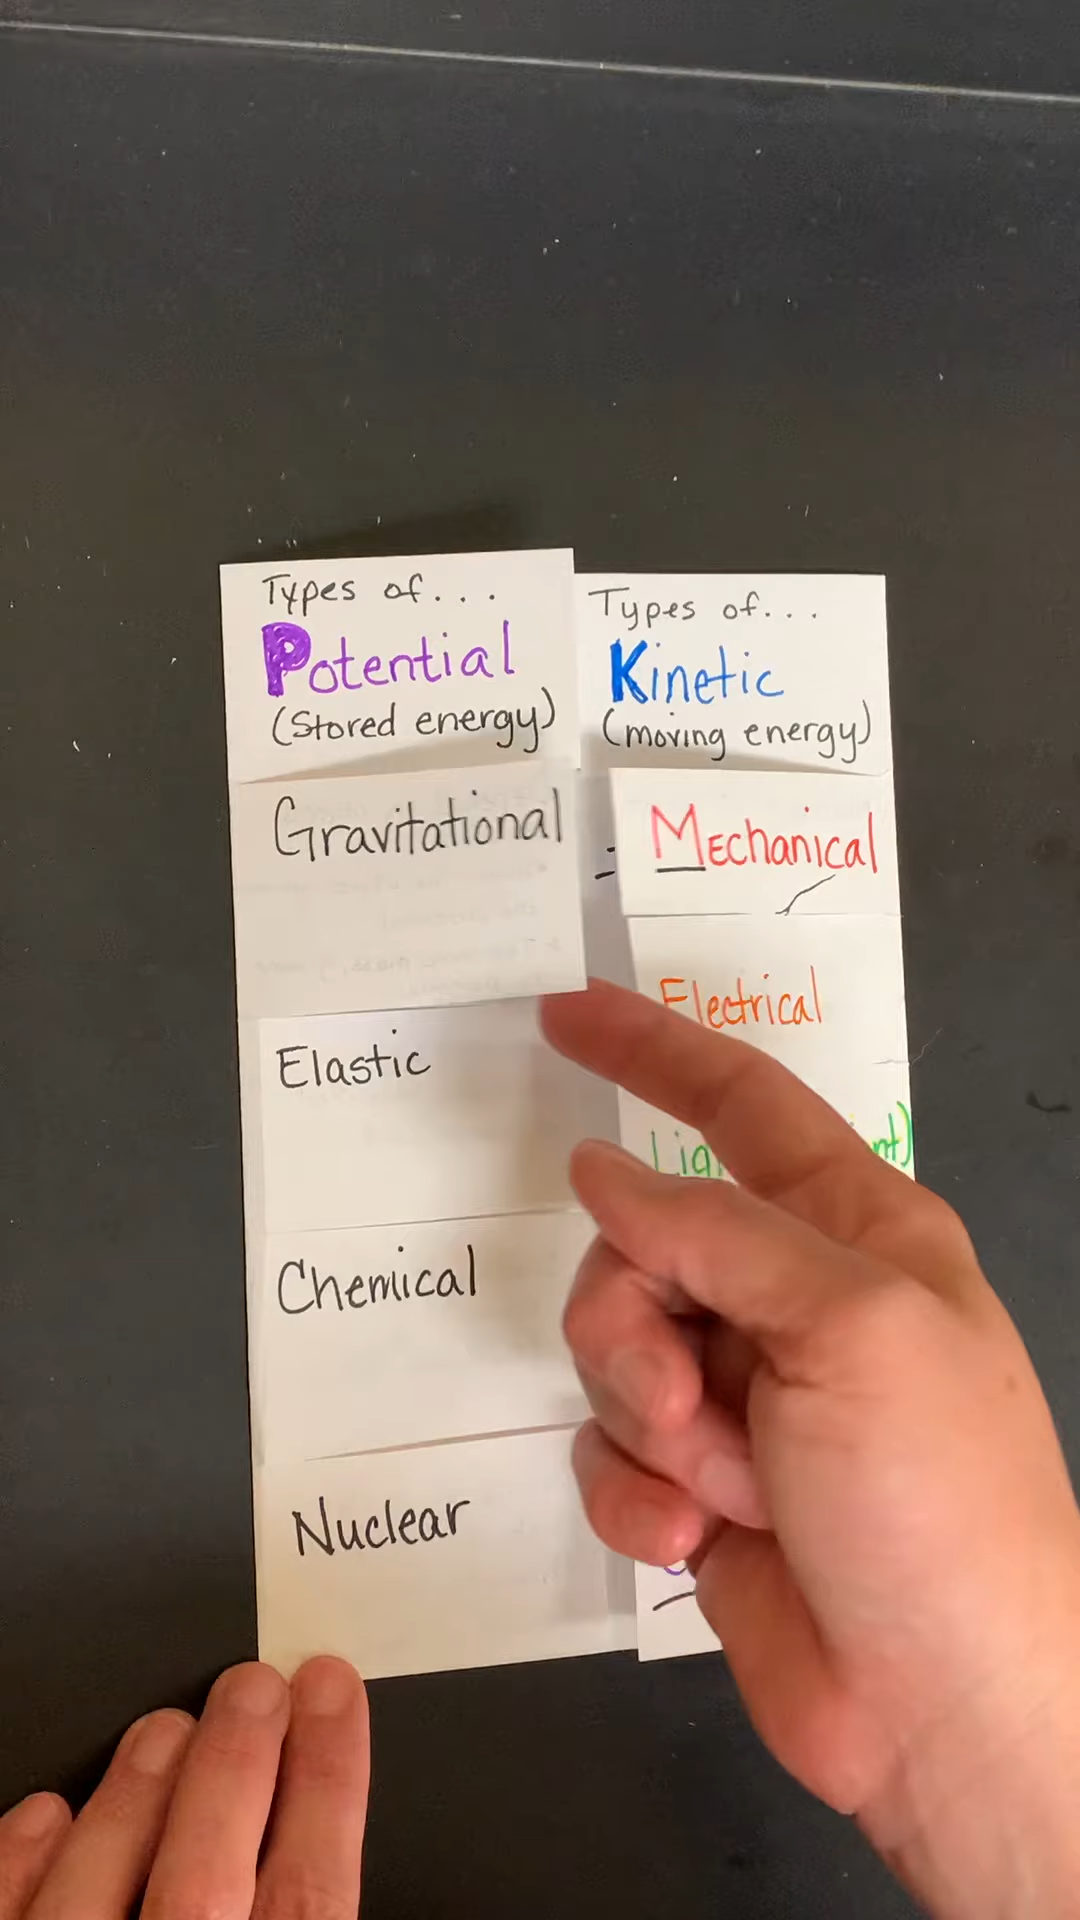 Types of...
Potential
(Stored energy)
Gravitational
Elastic
Chemical
Nuclear
Types of...
Kinetic
(moving energy)
Mechanical
Electrical